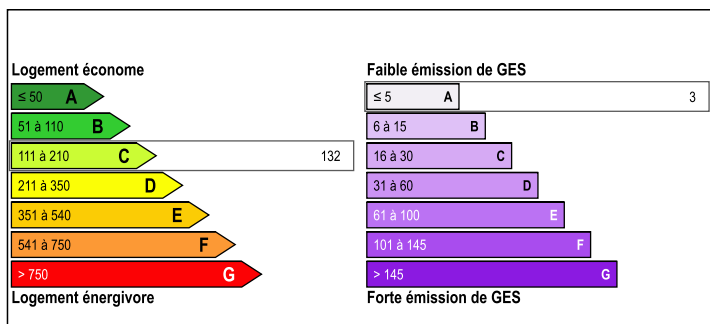 Logement économe
≤ 50 A
51 à 110 B
111 à 210 C 132
211 à 350 D
351 à 540 E
541 à 750 F
> 750 G
Logement énergivore
Faible émission de GES
≤ 5 A 3
6 à 15 B
16 à 30 C
31 à 60 D
61 à 100 E
101 à 145 F
> 145 G
Forte émission de GES